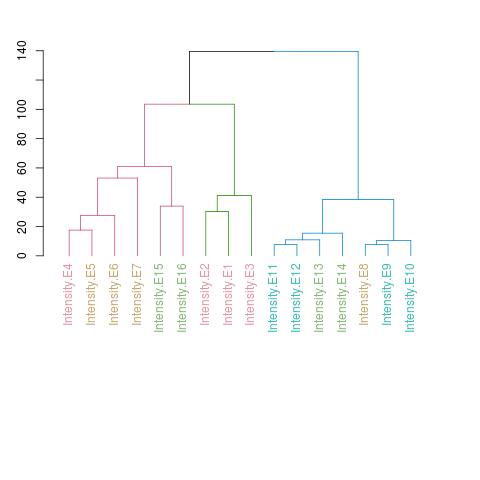 140
100
80
60
40
20
0
Intensity.E4
Intensity.E5
Intensity.E6
Intensity.E7
Intensity.E15
Intensity.E16
Intensity.E2
Intensity.E1
Intensity.E3
Intensity.E11
Intensity.E12
Intensity.E13
Intensity.E14
Intensity.E8
Intensity.E9
Intensity.E10